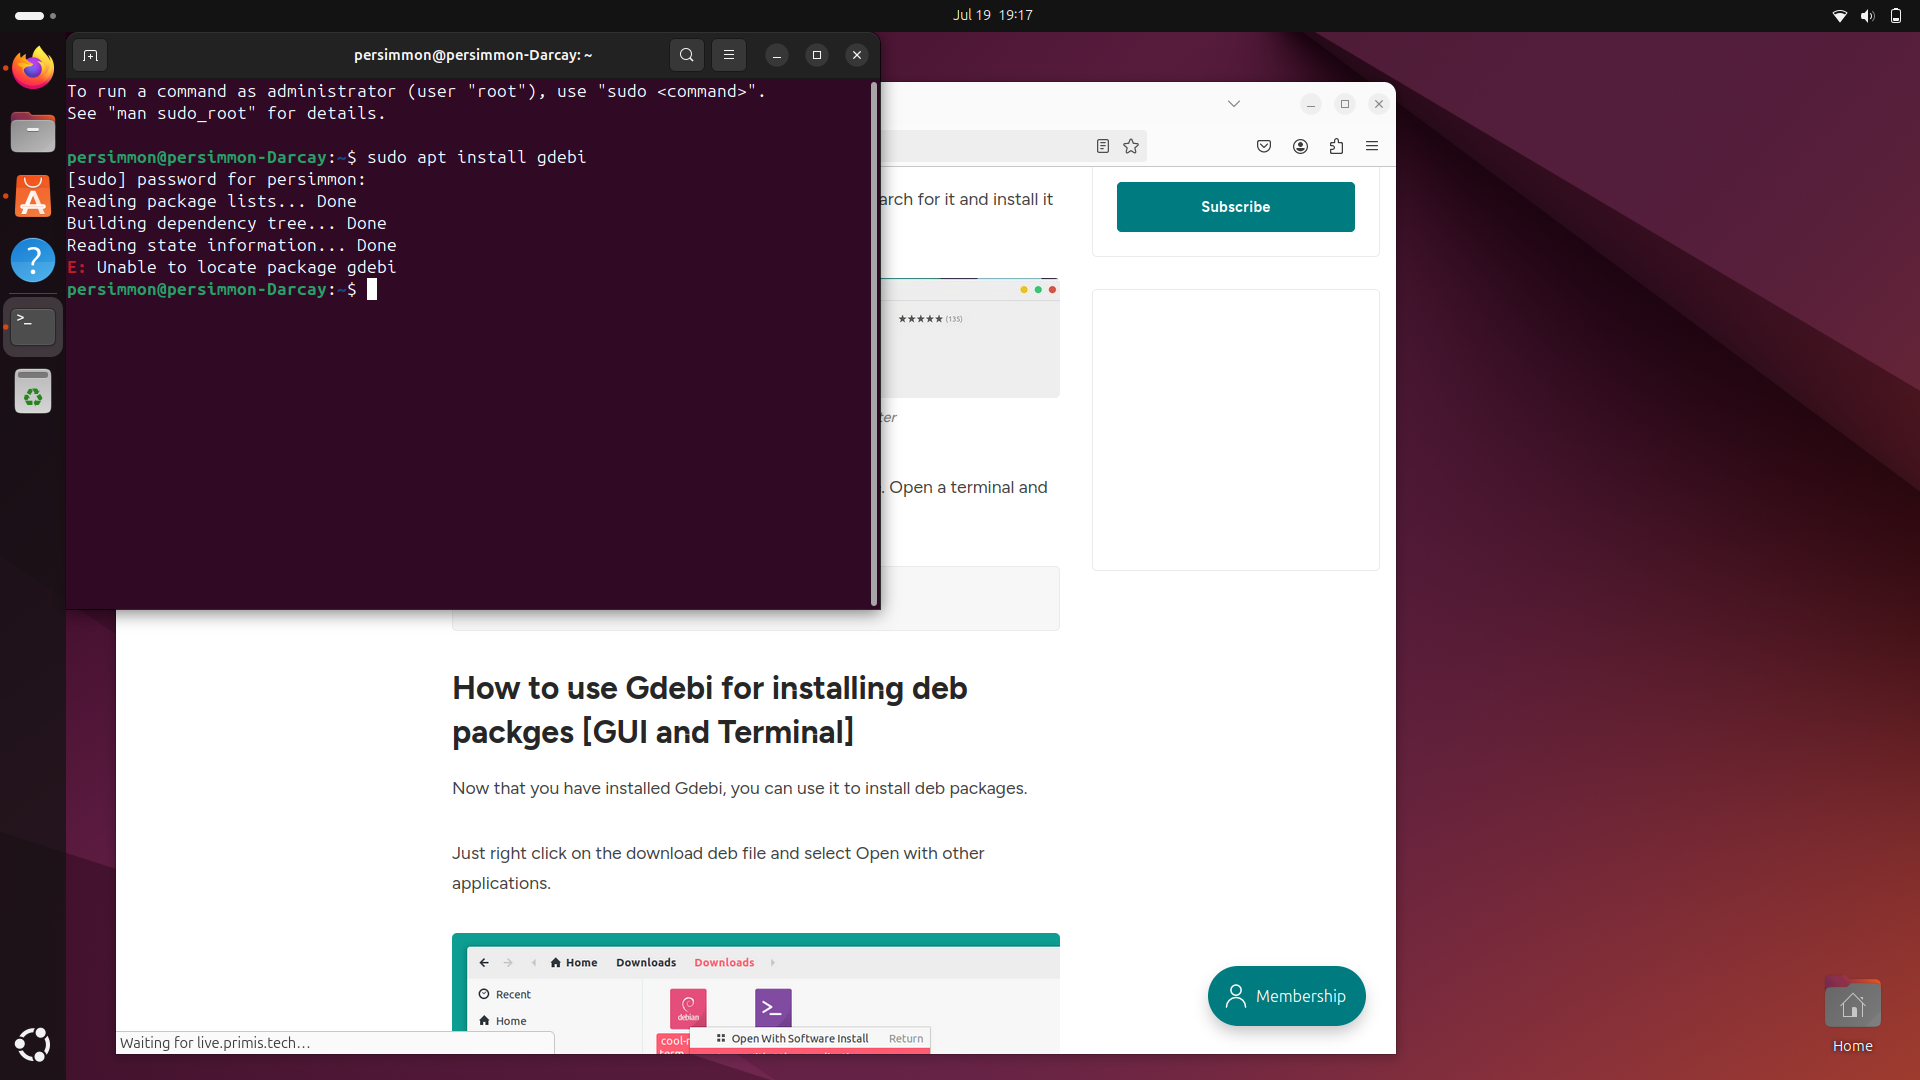 Jul 19 19:17
persimmon@persimmon-Darcay: ~
To run a command as administrator (user "root"), use "sudo <command>".
See "man sudo_root" for details.
persimmon@persimmon-Darcay:~$ sudo apt install gdebi
[sudo] password for persimmon:
Reading package lists... Done
Building dependency tree... Done
Reading state information... Done
E: Unable to locate package gdebi
persimmon@persimmon-Darcay:~$
arch for it and install it
Subscribe
★★★★★ (135)
ter
. Open a terminal and
How to use Gdebi for installing deb
packges [GUI and Terminal]
Now that you have installed Gdebi, you can use it to install deb packages.
Just right click on the download deb file and select Open with other
applications.
Home Downloads Downloads
Recent
Home
debian
cool-
Open With Software Install Return
Membership
Waiting for live.primis.tech…
Home